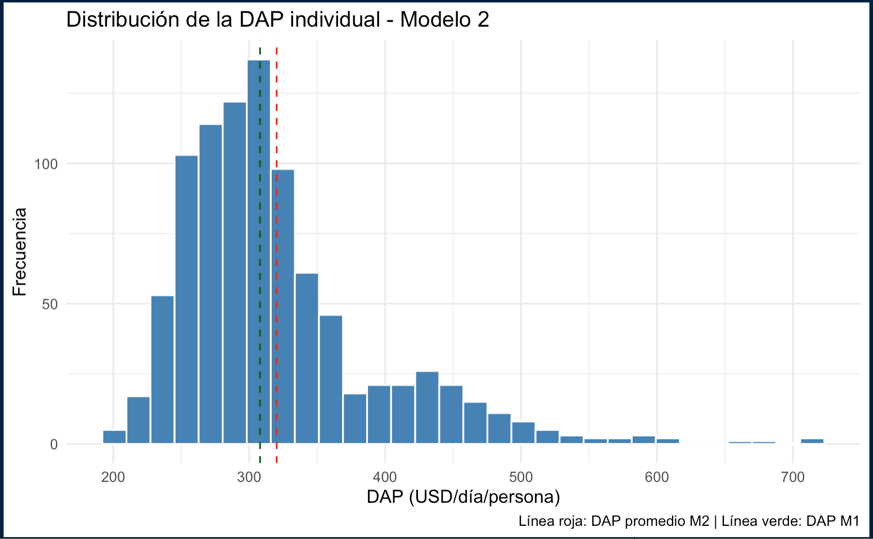 Distribución de la DAP individual - Modelo 2
Frecuencia
100
50
0
200
300
400
500
600
700
DAP (USD/día/persona)
Línea roja: DAP promedio M2 | Línea verde: DAP M1